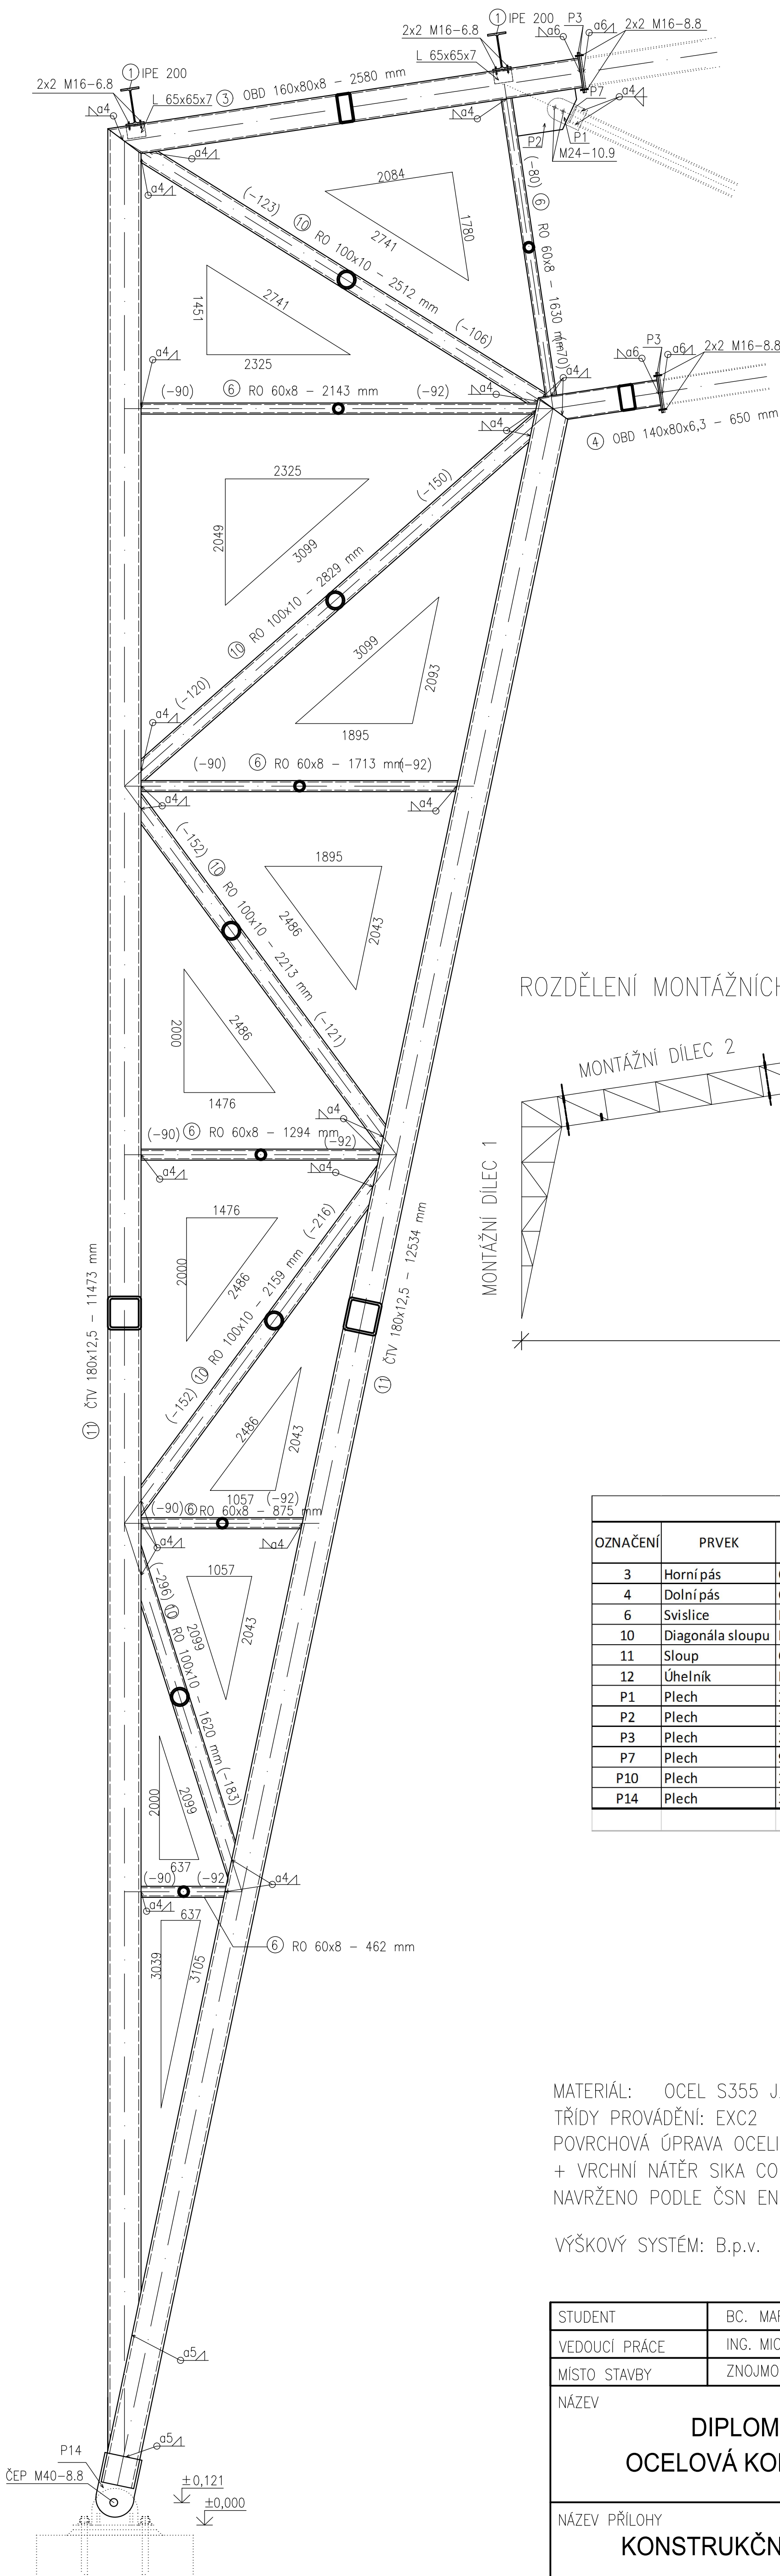 1 IPE 200
P3
a6
2x2 M16-8.8
2x2 M16-6.8
a6
L 65x65x7
1 IPE 200
2x2 M16-6.8
L 65x65x7
3 OBD 160x80x8 - 2580 mm
a4
P7
a4
a4
P2
P1
M24-10.9
a4
a4
(-80) 6 RO 60x8 - 1630 mm
(-70)
2084
1780
2741
(-123) 10 RO 100x10 - 2512 mm (-106)
1451
2741
2325
P3
a6
a6
2x2 M16-8.8
a4
a4
a4
(-90) 6 RO 60x8 - 2143 mm (-92)
a4
4 OBD 140x80x6,3 - 650 mm
2325
2049
3099
(-150)
10 RO 100x10 - 2829 mm
(-120)
3099
2093
1895
a4
(-90) 6 RO 60x8 - 1713 mm (-92)
a4
a4
(-152) 10 RO 100x10 - 2213 mm (-121)
1895
2486
2043
2000
2486
1476
ROZDĚLENÍ MONTÁŽNÍCH
MONTÁŽNÍ DÍLEC 2
MONTÁŽNÍ DÍLEC 1
a4
(-90) 6 RO 60x8 - 1294 mm
(-92)
a4
a4
1476
2000
2486
(-152) 10 RO 100x10 - 2159 mm (-216)
11 ČTV 180x12,5 - 11473 mm
11 ČTV 180x12,5 - 12534 mm
2486
2043
1057
(-90) 6 RO 60x8 - 875 mm
(-92)
a4
a4
1057
2099
2043
(-296) 10 RO 100x10 - 1620 mm (-183)
2000
2099
637
(-90) (-92)
a4
a4
637
3039
3105
6 RO 60x8 - 462 mm
OZNAČENÍ PRVEK
3 Horní pás
4 Dolní pás
6 Svislice
10 Diagonála sloupu
11 Sloup
12 Úhelník
P1 Plech
P2 Plech
P3 Plech
P7 Plech
P10 Plech
P14 Plech
MATERIÁL: OCEL S355 J
TŘÍDY PROVÁDĚNÍ: EXC2
POVRCHOVÁ ÚPRAVA OCELI
+ VRCHNÍ NÁTĚR SIKA CO
NAVRŽENO PODLE ČSN EN
VÝŠKOVÝ SYSTÉM: B.p.v.
STUDENT BC. MA
VEDOUCÍ PRÁCE ING. MIC
MÍSTO STAVBY ZNOJMO
NÁZEV
DIPLOM
OCELOVÁ KO
NÁZEV PŘÍLOHY
KONSTRUKČN
a5
a5
P14
ČEP M40-8.8
±0,121
±0,000